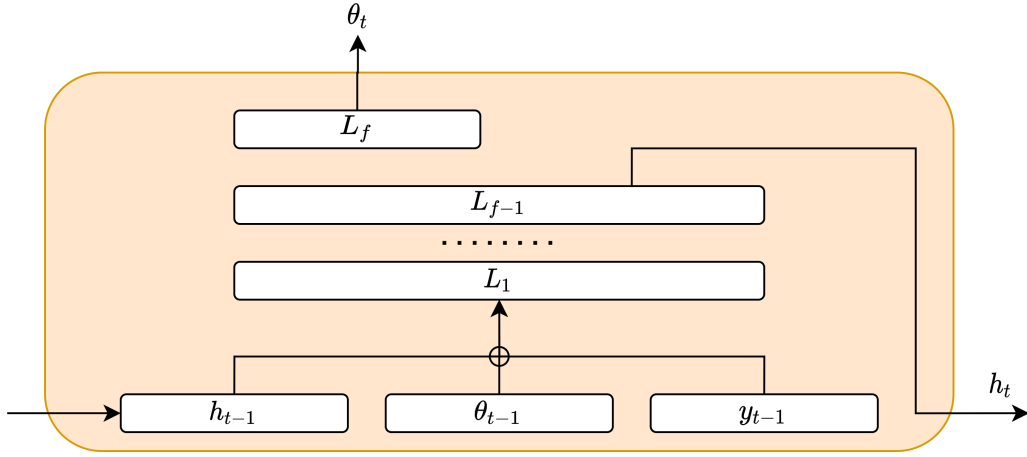 θ_t
L_f
L_{f−1}
........
L_1
h_t
h_{t−1} θ_{t−1} y_{t−1}